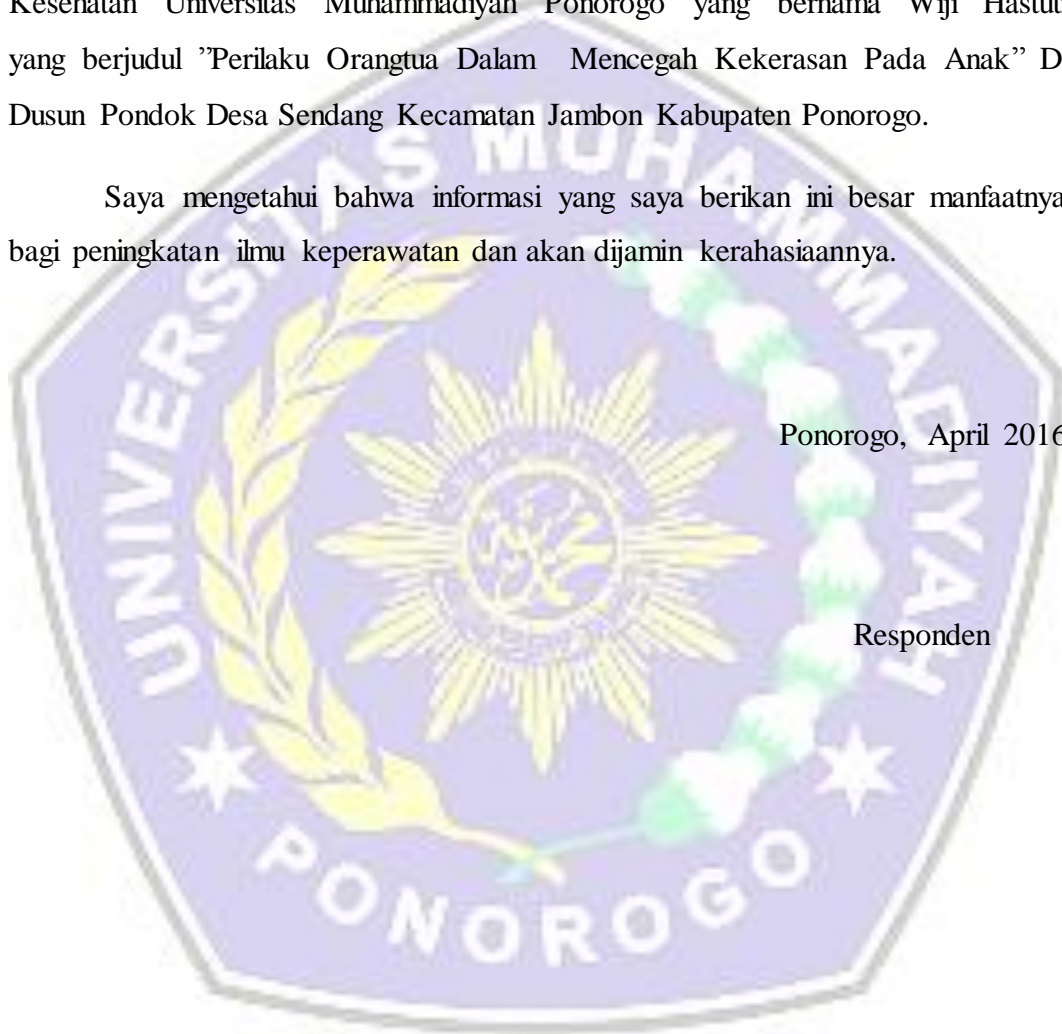 Kesehatan Universitas Muhammadiyah Ponorogo yang bernama Wiji Hastuti
yang berjudul ”Perilaku Orangtua Dalam Mencegah Kekerasan Pada Anak” D
Dusun Pondok Desa Sendang Kecamatan Jambon Kabupaten Ponorogo.
Saya mengetahui bahwa informasi yang saya berikan ini besar manfaatnya
bagi peningkatan ilmu keperawatan dan akan dijamin kerahasiaannya.
Ponorogo, April 2016
Responden
UNIVERSITAS MUHAMMADIYAH
PONOROGO